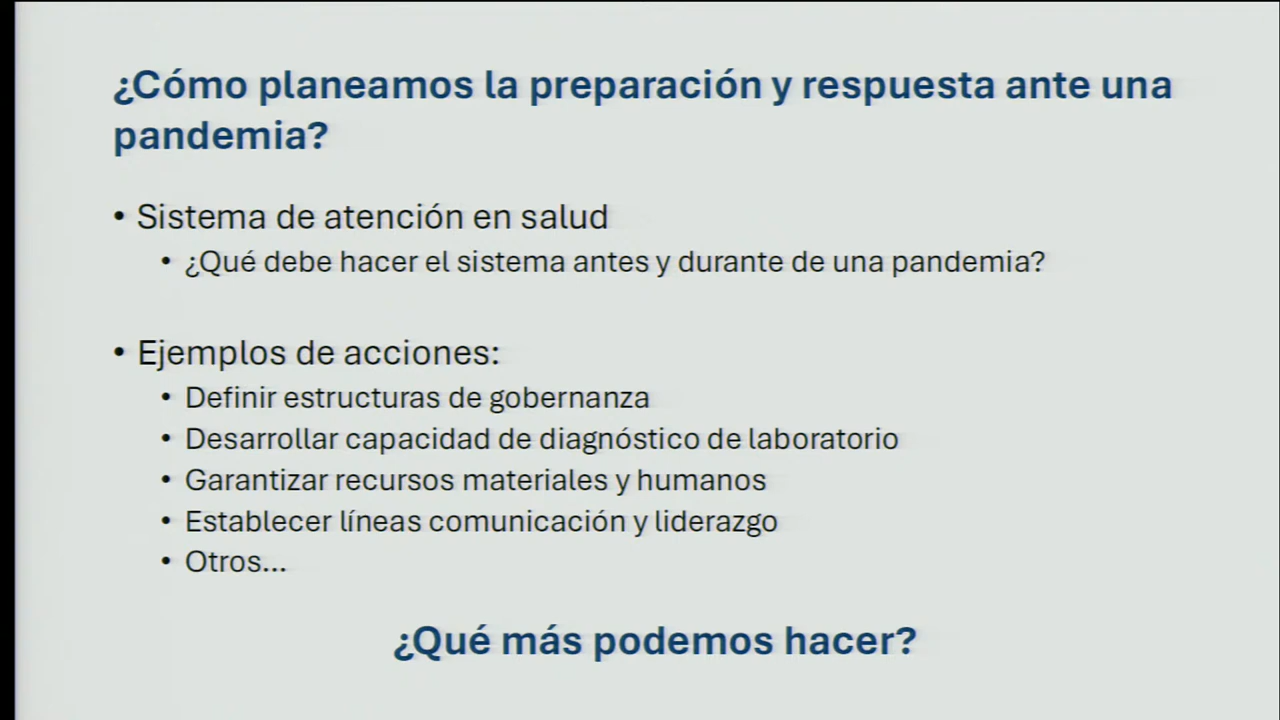 ¿Cómo planeamos la preparación y respuesta ante una
pandemia?
• Sistema de atención en salud
• ¿Qué debe hacer el sistema antes y durante de una pandemia?
• Ejemplos de acciones:
• Definir estructuras de gobernanza
• Desarrollar capacidad de diagnóstico de laboratorio
• Garantizar recursos materiales y humanos
• Establecer líneas comunicación y liderazgo
• Otros...
¿Qué más podemos hacer?